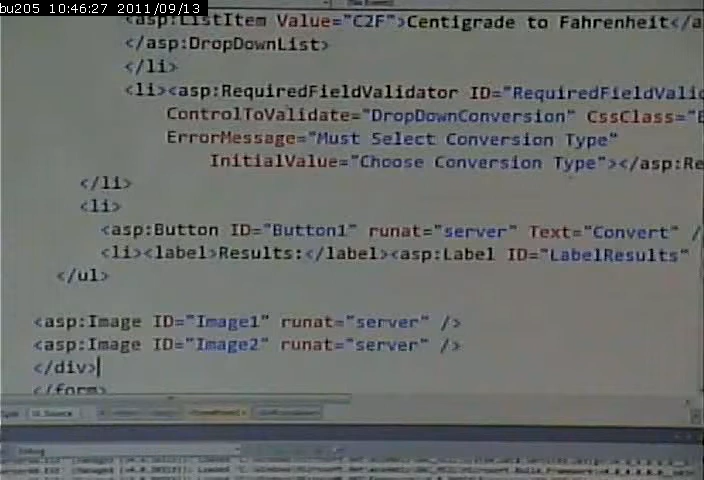 bu205 10:46:27 2011/09/13
<asp:ListItem Value="C2F">Centigrade to Fahrenheit</a
</asp:DropDownList>
</li>
<li><asp:RequiredFieldValidator ID="RequiredFieldValid
ControlToValidate="DropDownConversion" CssClass="E
ErrorMessage="Must Select Conversion Type"
InitialValue="Choose Conversion Type"></asp:Re
</li>
<li>
<asp:Button ID="Button1" runat="server" Text="Convert" /
<li><label>Results:</label><asp:Label ID="LabelResults"
</ul>
<asp:Image ID="Image1" runat="server" />
<asp:Image ID="Image2" runat="server" />
</div>
</form>
Source